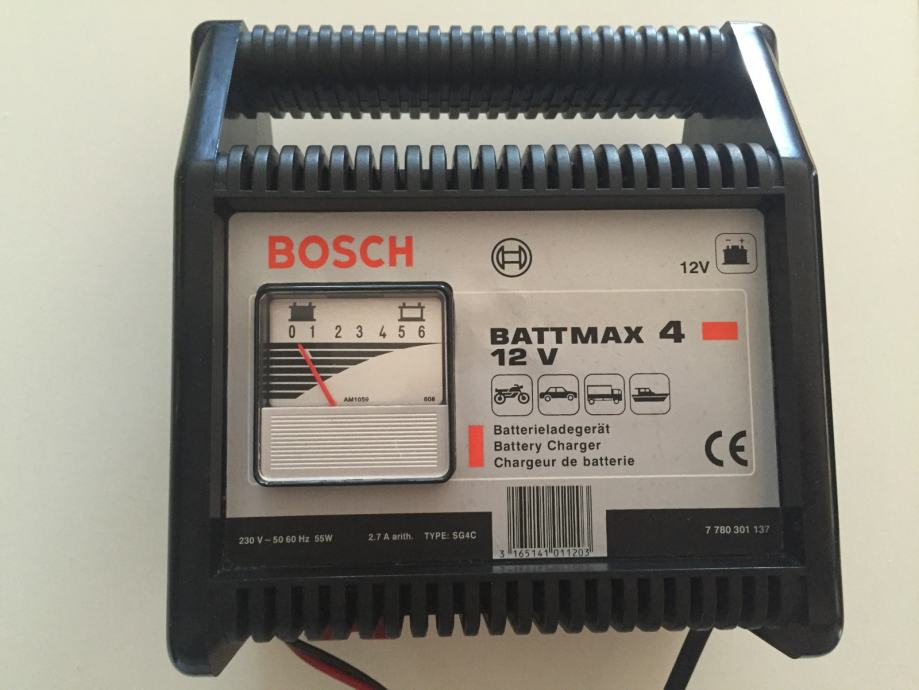 BOSCH
12V
0 1 2 3 4 5 6
AM1059 608
BATTMAX 4
12 V
Batterieladegerät
Battery Charger
Chargeur de batterie
CE
230 V ~ 50 60 Hz 55W 2.7 A arith. TYPE: SG4C
7 780 301 137
3 165141 011203